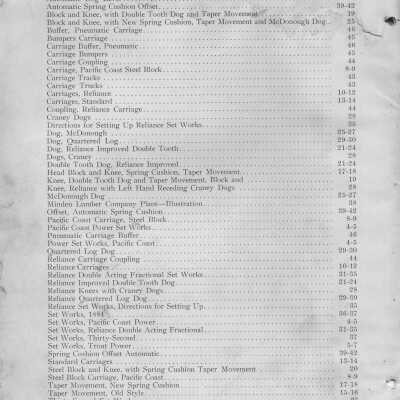 Automatic Spring Cushion Offset 39-42
Block and Knee, with Double Tooth Dog and Taper Movement 19
Block and Knee, with New Spring Cushion, Taper Movement and McDonough Dog 25
Buffer, Pneumatic Carriage 46
Bumpers Carriage 45
Carriage Buffer, Pneumatic 46
Carriage Bumpers 45
Carriage Coupling 44
Carriage, Pacific Coast Steel Block 8-9
Carriage Tracks 43
Carriage Trucks 43
Carriages, Reliance 10-12
Carriages, Standard 13-14
Coupling, Reliance Carriage 44
Craney Dogs 28
Directions for Setting Up Reliance Set Works 35
Dog, McDonough 25-27
Dog, Quartered Log 29-30
Dog, Reliance Improved Double Tooth 21-24
Dogs, Craney 28
Double Tooth Dog, Reliance Improved 21-24
Head Block and Knee, Spring Cushion, Taper Movement 17-18
Knee, Double Tooth Dog and Taper Movement, Block and 19
Knee, Reliance with Left Hand Receding Craney Dogs 28
McDonough Dog 25-27
Minden Lumber Company Plant—Illustration 38
Offset, Automatic Spring Cushion 39-42
Pacific Coast Carriage, Steel Block 8-9
Pacific Coast Power Set Works 4-5
Pneumatic Carriage Buffer 46
Power Set Works, Pacific Coast 4-5
Quartered Log Dog 29-30
Reliance Carriage Coupling 44
Reliance Carriages 10-12
Reliance Double Acting Fractional Set Works 31-35
Reliance Improved Double Tooth Dog 21-24
Reliance Knees with Craney Dogs 28
Reliance Quartered Log Dog 29-30
Reliance Set Works, Directions for Setting Up 35
Set Works, 1884 36-37
Set Works, Pacific Coast Power 4-5
Set Works, Reliance Double Acting Fractional 31-35
Set Works, Thirty-Second 37
Set Works, Trout Power 5-7
Spring Cushion Offset Automatic 39-42
Standard Carriages 13-14
Steel Block and Knee, with Spring Cushion Taper Movement 20
Steel Block Carriage, Pacific Coast 8-9
Taper Movement, New Spring Cushion 17-18
Taper Movement, Old Style 15-16